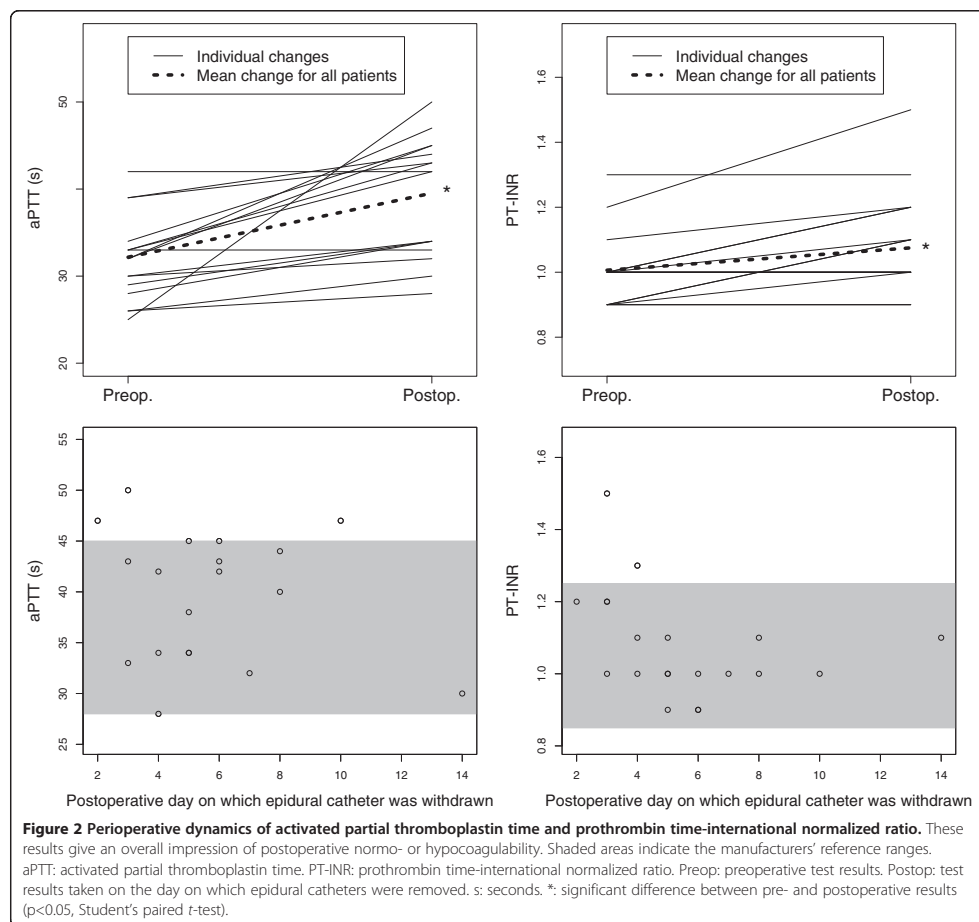 Individual changes
Mean change for all patients
aPTT (s)
50
30
20
*
Preop.
Postop.
Individual changes
Mean change for all patients
PT-INR
1.6
1.4
1.2
1.0
0.8
*
Preop.
Postop.
aPTT (s)
55
50
45
40
35
30
25
2 4 6 8 10 12 14
Postoperative day on which epidural catheter was withdrawn
PT-INR
1.6
1.4
1.2
1.0
0.8
2 4 6 8 10 12 14
Postoperative day on which epidural catheter was withdrawn
Figure 2 Perioperative dynamics of activated partial thromboplastin time and prothrombin time-international normalized ratio. These
results give an overall impression of postoperative normo- or hypocoagulability. Shaded areas indicate the manufacturers' reference ranges.
aPTT: activated partial thromboplastin time. PT-INR: prothrombin time-international normalized ratio. Preop: preoperative test results. Postop: test
results taken on the day on which epidural catheters were removed. s: seconds. *: significant difference between pre- and postoperative results
(p<0.05, Student's paired t-test).